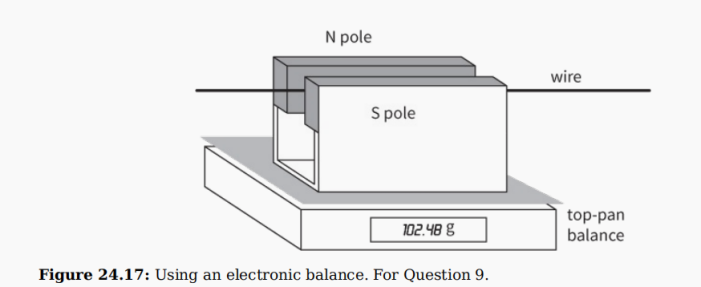 N pole
wire
S pole
102.48 g
top-pan
balance
Figure 24.17: Using an electronic balance. For Question 9.